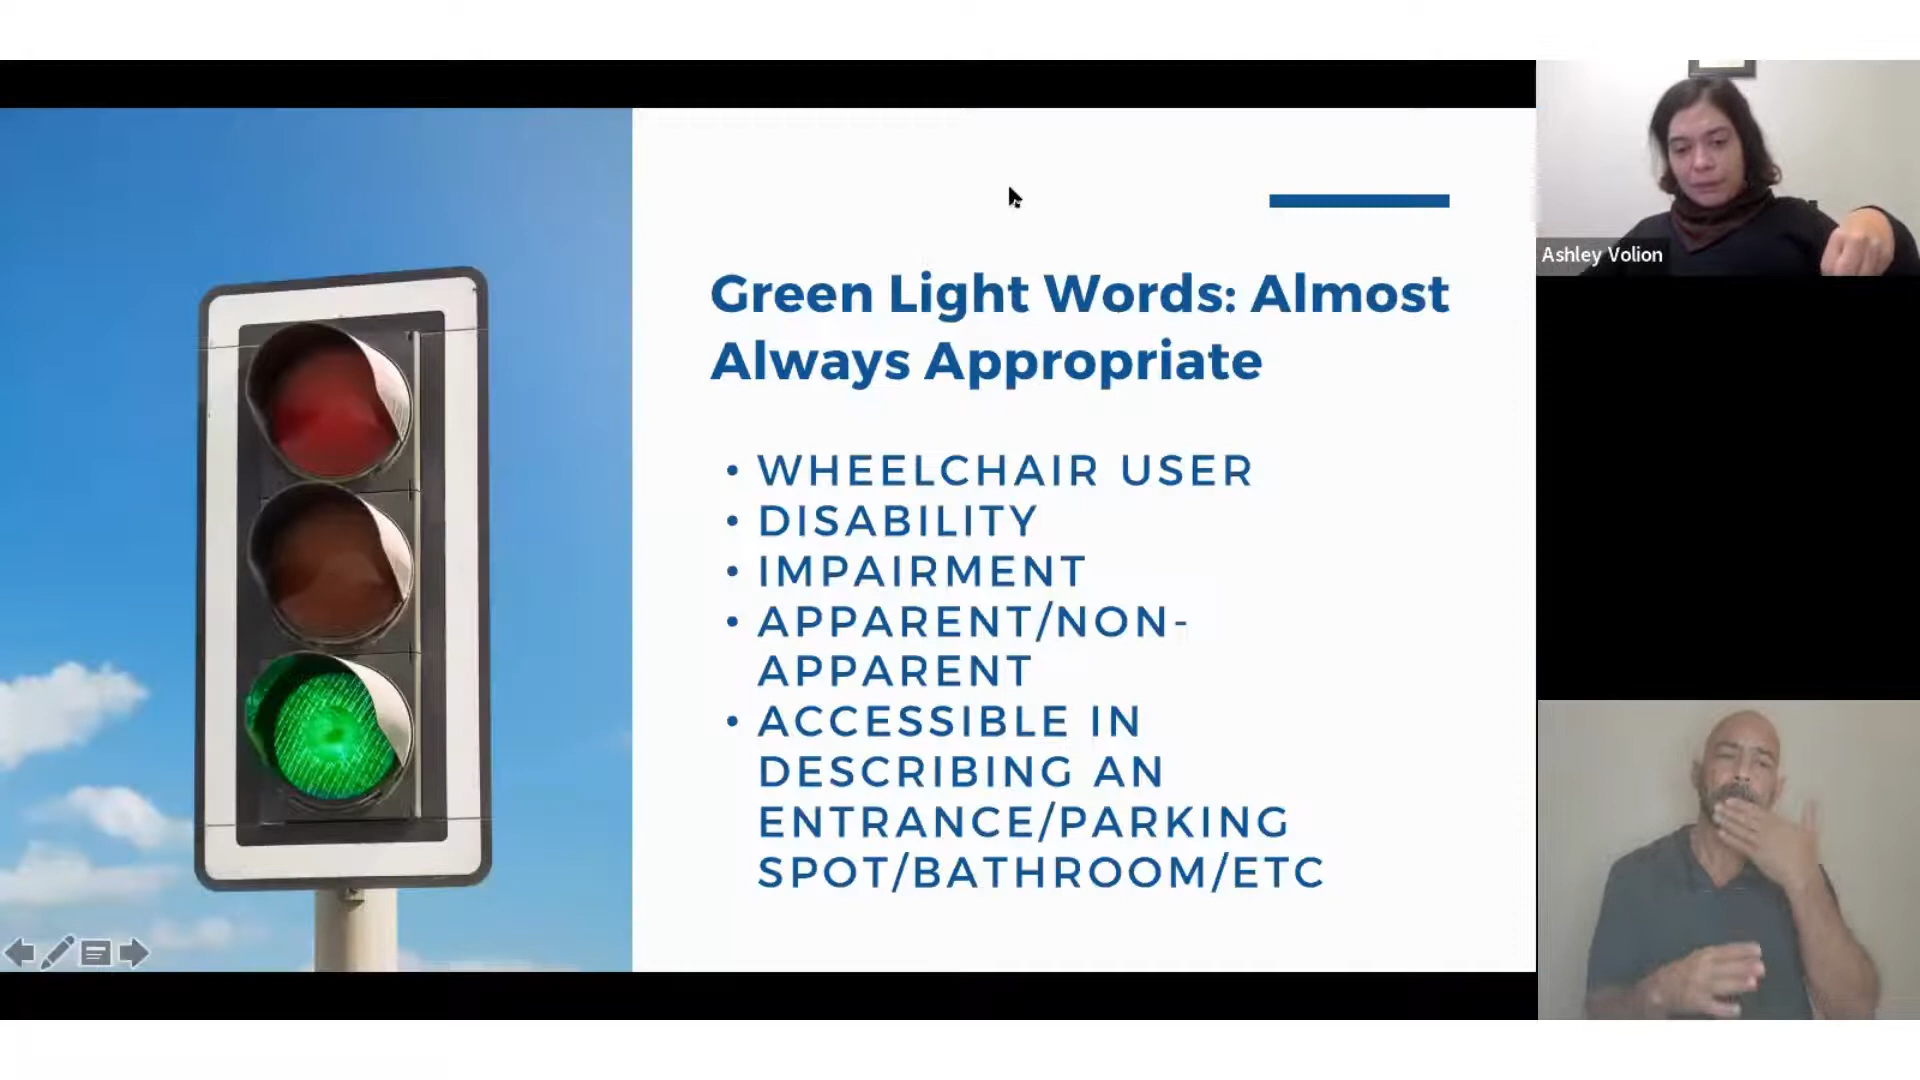 Green Light Words: Almost
Always Appropriate
• WHEELCHAIR USER
• DISABILITY
• IMPAIRMENT
• APPARENT/NON-
APPARENT
• ACCESSIBLE IN
DESCRIBING AN
ENTRANCE/PARKING
SPOT/BATHROOM/ETC
Ashley Volion